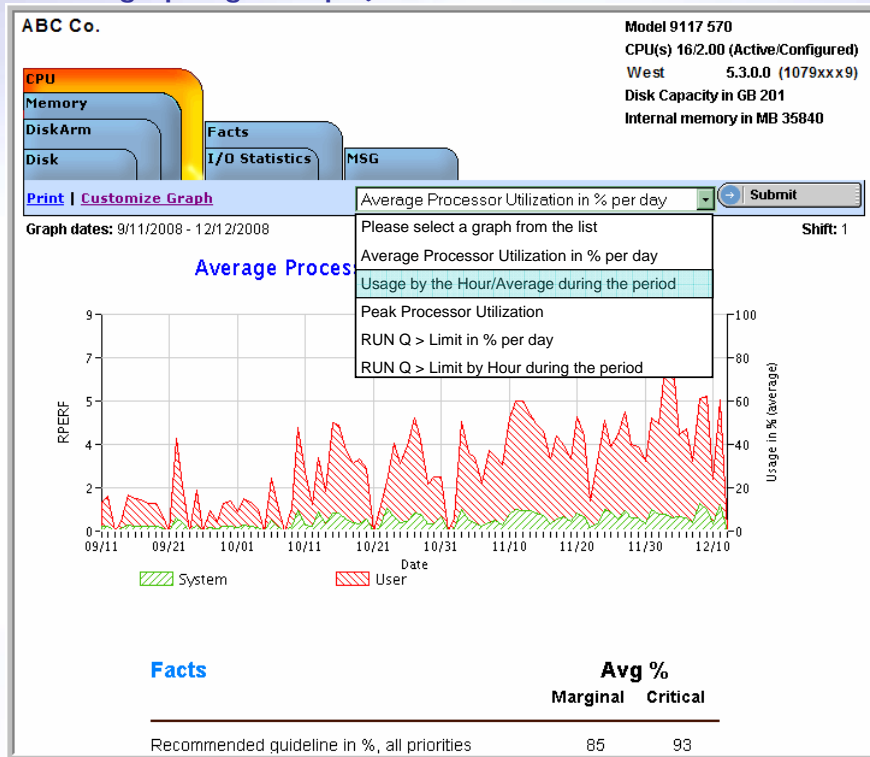 ABC Co.
Model 9117 570
CPU(s) 16/2.00 (Active/Configured)
West 5.3.0.0 (1079xxx9)
Disk Capacity in GB 201
Internal memory in MB 35840
CPU
Memory
DiskArm
Disk
Facts
I/O Statistics
MSG
Print | Customize Graph
Average Processor Utilization in % per day
Submit
Graph dates: 9/11/2008 - 12/12/2008
Shift: 1
Please select a graph from the list
Average Processor Utilization in % per day
Usage by the Hour/Average during the period
Peak Processor Utilization
RUN Q > Limit in % per day
RUN Q > Limit by Hour during the period
Average Proces
9
7
5
4
2
0
RPERF
100
80
60
40
20
0
Usage in % (average)
09/11 09/21 10/01 10/11 10/21 10/31 11/10 11/20 11/30 12/10
Date
System User
Facts Avg %
Marginal Critical
Recommended guideline in %, all priorities 85 93